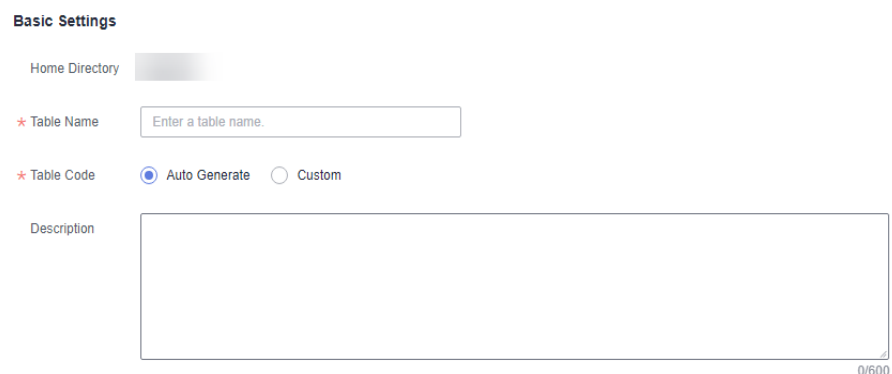 Basic Settings
Home Directory
* Table Name Enter a table name.
* Table Code Auto Generate Custom
Description
0/600